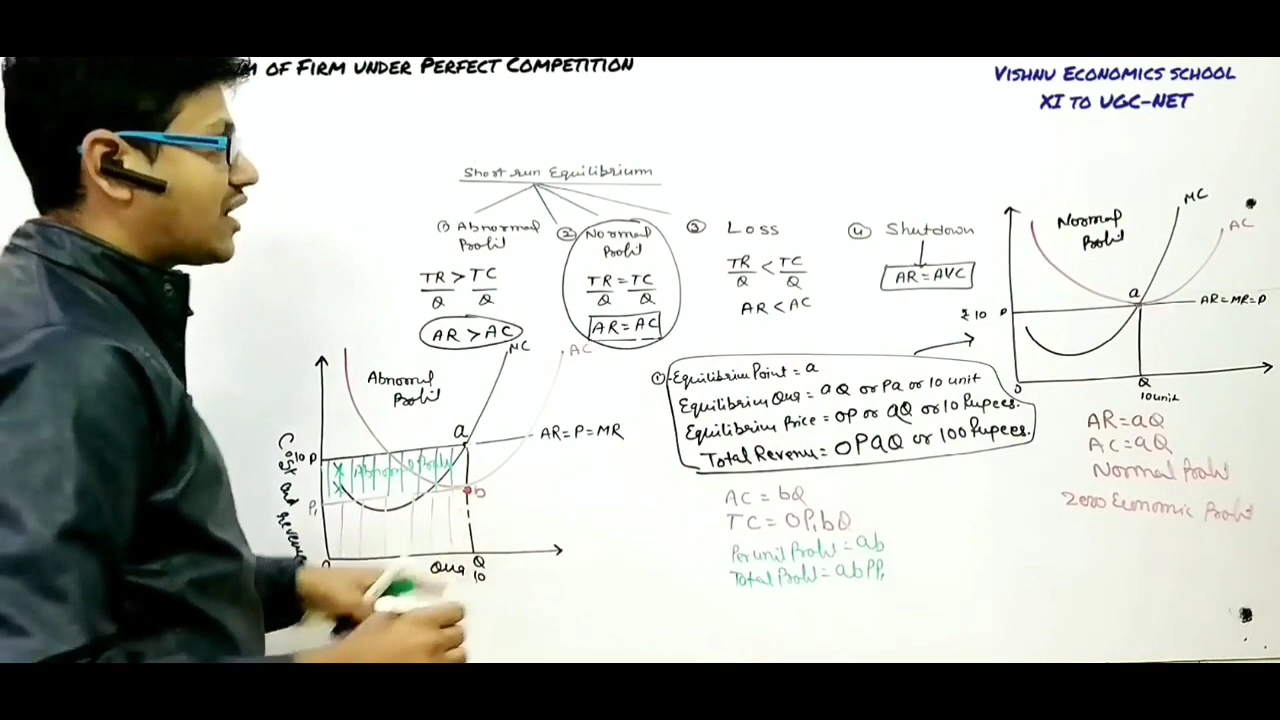 OF FIRM UNDER PERFECT COMPETITION
VISHNU ECONOMICS SCHOOL
XI TO UGC-NET
Short run Equilibrium
① Abnormal Profit
TR/Q > TC/Q
AR > AC
② Normal Profit
TR/Q = TC/Q
AR = AC
③ Loss
TR/Q < TC/Q
AR < AC
④ Shutdown
AR = AVC
Abnormal Profit
MC
AC
a
AR=P=MR
10 P
Abnormal Profit
b
P₁
Cost and revenue
Qua
Q
10
① Equilibrium Point = a
Equilibrium Qua = aQ or Pa or 10 unit
Equilibrium Price = OP or aQ or 10 Rupees.
Total Revenue = OPaQ or 100 Rupees.
AC = bQ
TC = OP₁bQ
Per unit Profit = ab
Total Profit = abPP₁
Normal Profit
MC
AC
a
₹10 P
AR=MR=P
O
Q
10 unit
AR = aQ
AC = aQ
Normal Profit
Zero Economic Profit